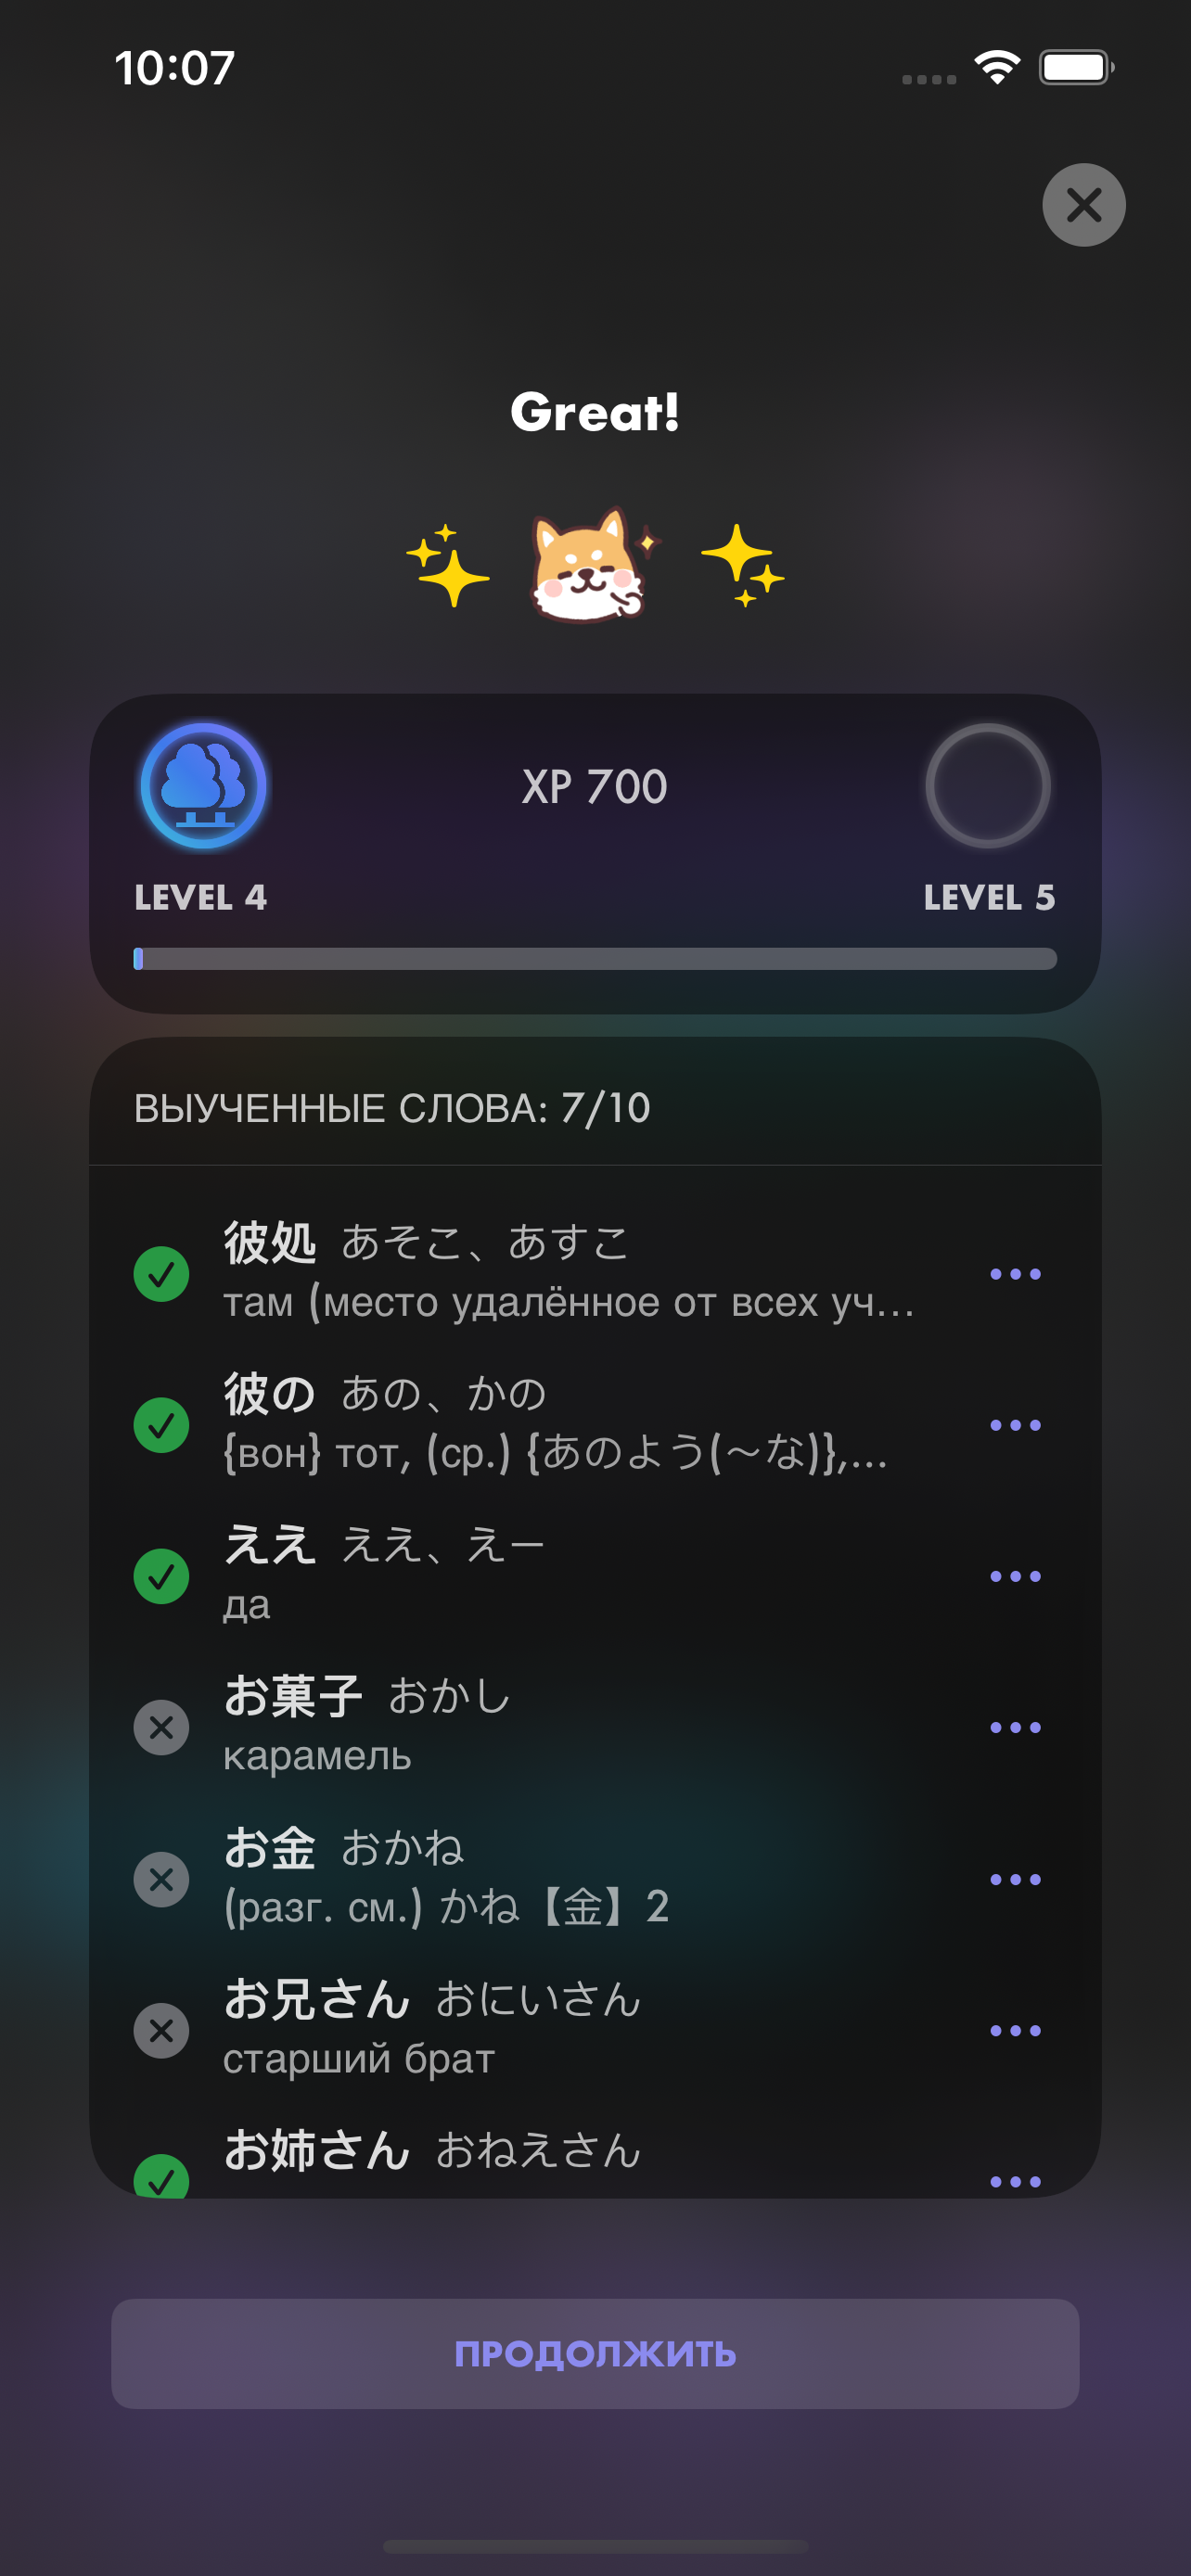 10:07
Great!
XP 700
LEVEL 4
LEVEL 5
ВЫУЧЕННЫЕ СЛОВА: 7/10
彼処 あそこ、あすこ
там (место удалённое от всех уч...
彼の あの、かの
{вон} тот, (ср.) {あのよう(〜な)},...
ええ ええ、えー
да
お菓子 おかし
карамель
お金 おかね
(разг. см.) かね【金】2
お兄さん おにいさん
старший брат
お姉さん おねえさん
ПРОДОЛЖИТЬ